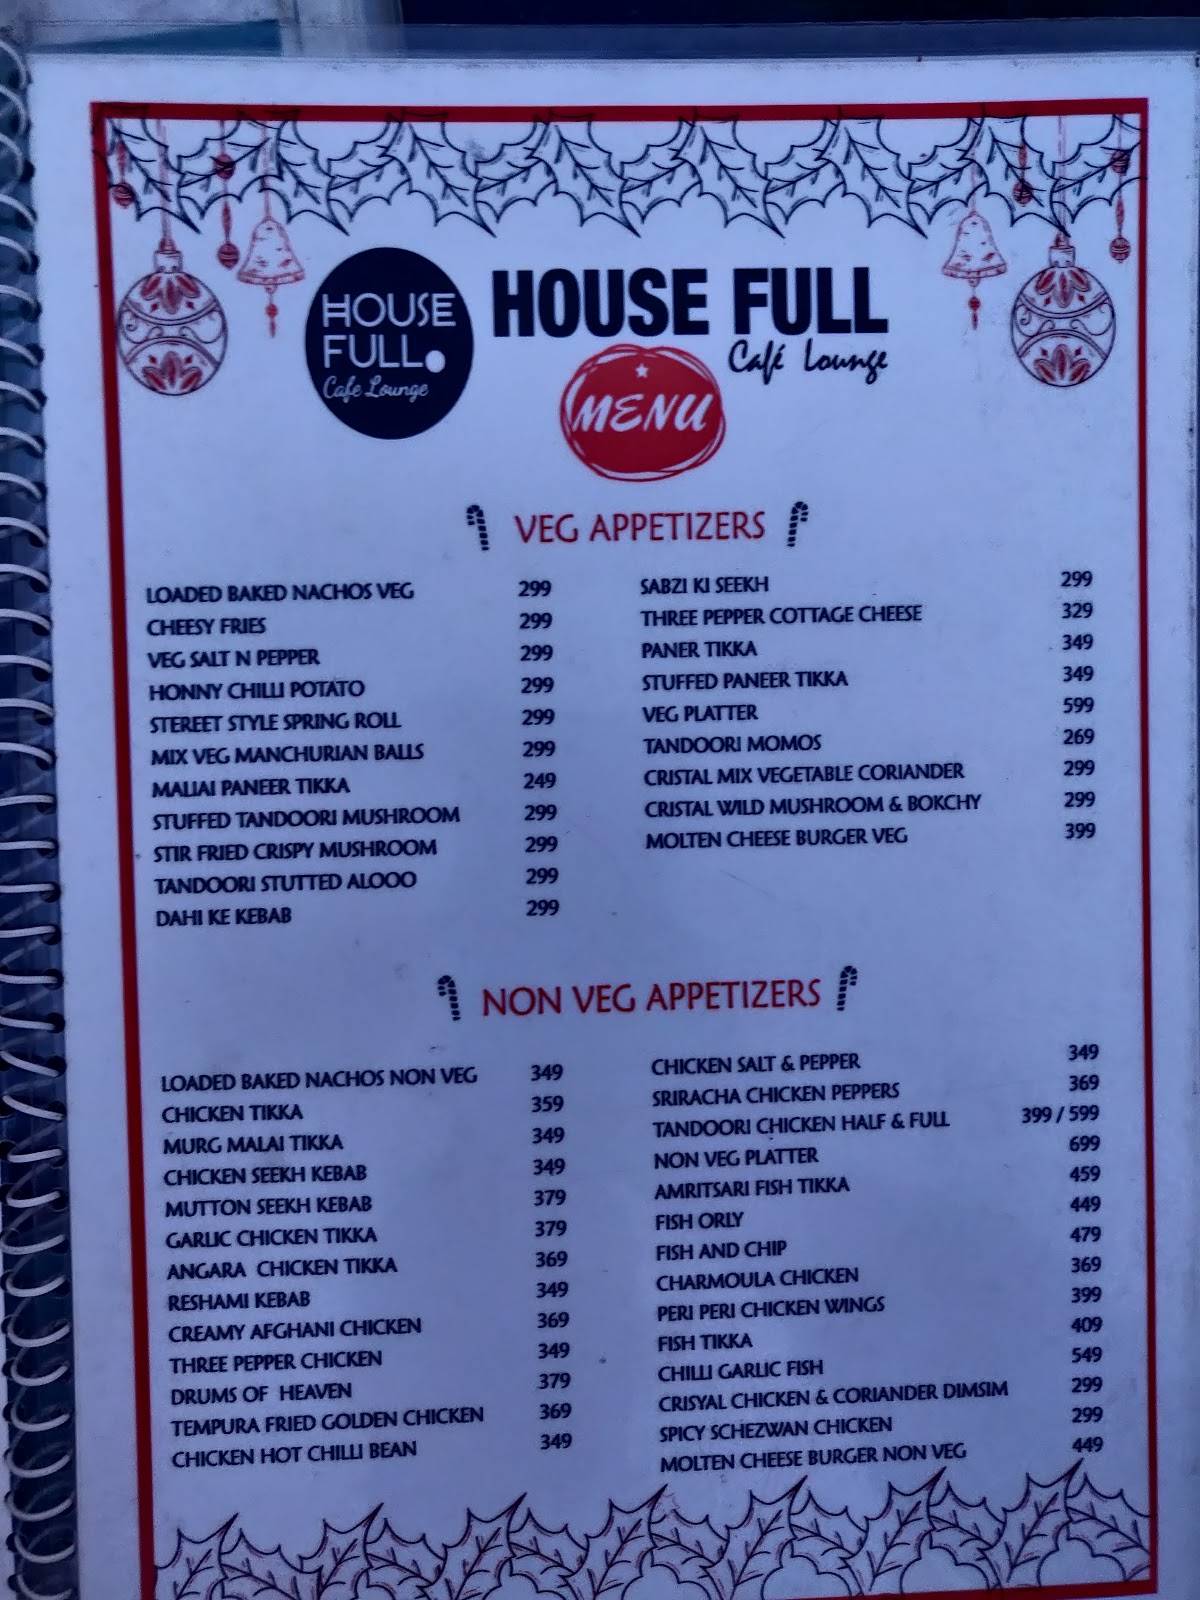 HOUSE
FULL.
Cafe Lounge
HOUSE FULL
Café Lounge
MENU
VEG APPETIZERS
LOADED BAKED NACHOS VEG 299
CHEESY FRIES 299
VEG SALT N PEPPER 299
HONNY CHILLI POTATO 299
STEREET STYLE SPRING ROLL 299
MIX VEG MANCHURIAN BALLS 299
MALIAI PANEER TIKKA 249
STUFFED TANDOORI MUSHROOM 299
STIR FRIED CRISPY MUSHROOM 299
TANDOORI STUTTED ALOOO 299
DAHI KE KEBAB 299
SABZI KI SEEKH 299
THREE PEPPER COTTAGE CHEESE 329
PANER TIKKA 349
STUFFED PANEER TIKKA 349
VEG PLATTER 599
TANDOORI MOMOS 269
CRISTAL MIX VEGETABLE CORIANDER 299
CRISTAL WILD MUSHROOM & BOKCHY 299
MOLTEN CHEESE BURGER VEG 399
NON VEG APPETIZERS
LOADED BAKED NACHOS NON VEG 349
CHICKEN TIKKA 359
MURG MALAI TIKKA 349
CHICKEN SEEKH KEBAB 349
MUTTON SEEKH KEBAB 379
GARLIC CHICKEN TIKKA 379
ANGARA CHICKEN TIKKA 369
RESHAMI KEBAB 349
CREAMY AFGHANI CHICKEN 369
THREE PEPPER CHICKEN 349
DRUMS OF HEAVEN 379
TEMPURA FRIED GOLDEN CHICKEN 369
CHICKEN HOT CHILLI BEAN 349
CHICKEN SALT & PEPPER 349
SRIRACHA CHICKEN PEPPERS 369
TANDOORI CHICKEN HALF & FULL 399 / 599
NON VEG PLATTER 699
AMRITSARI FISH TIKKA 459
FISH ORLY 449
FISH AND CHIP 479
CHARMOULA CHICKEN 369
PERI PERI CHICKEN WINGS 399
FISH TIKKA 409
CHILLI GARLIC FISH 549
CRISYAL CHICKEN & CORIANDER DIMSIM 299
SPICY SCHEZWAN CHICKEN 299
MOLTEN CHEESE BURGER NON VEG 449